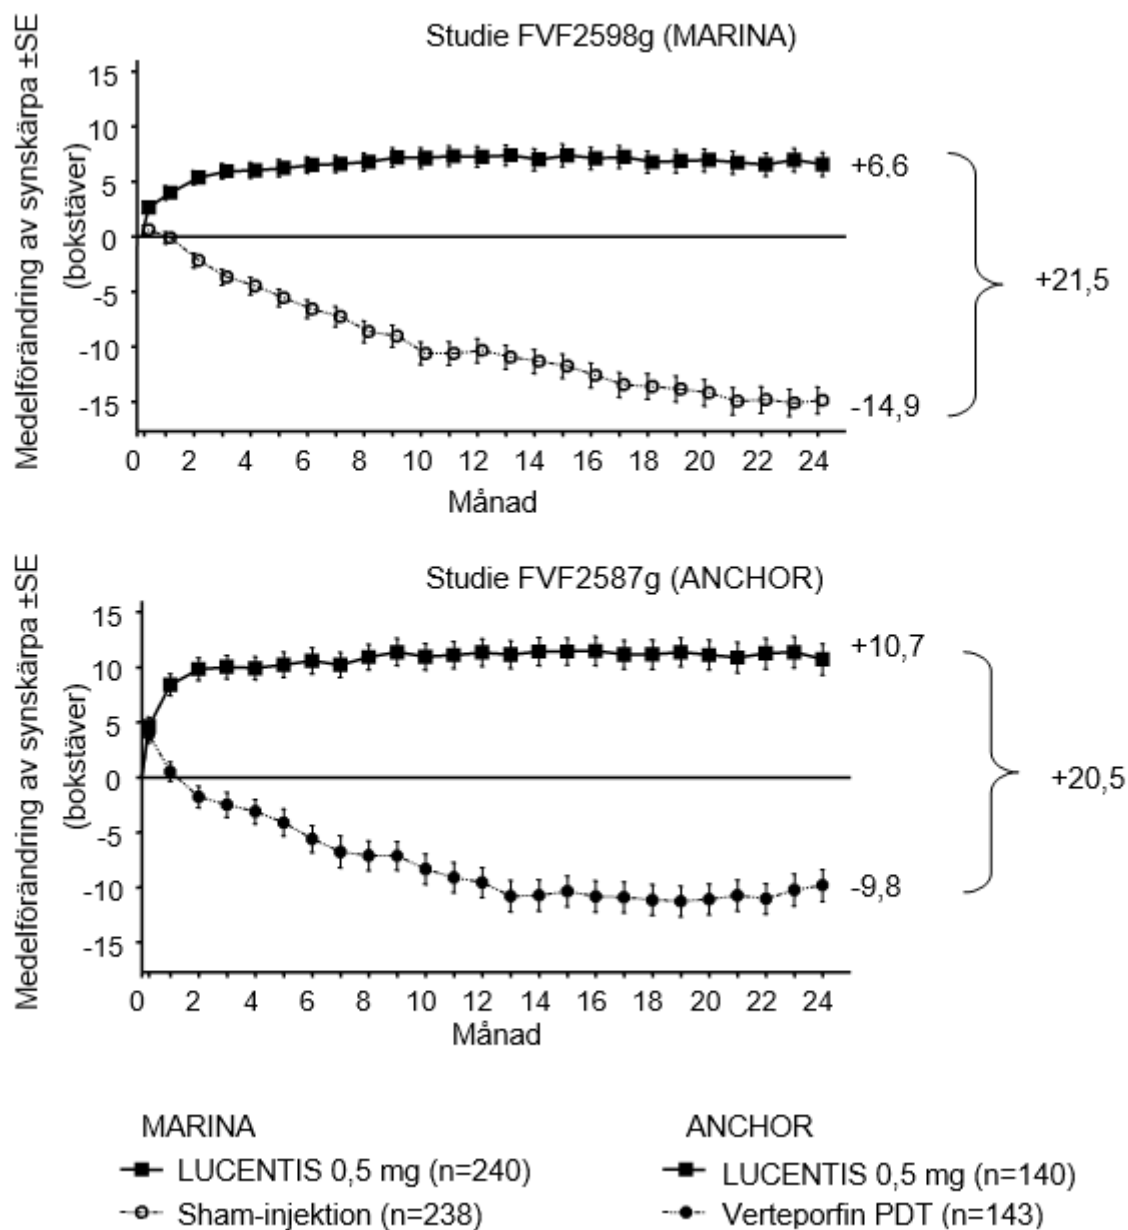 Studie FVF2598g (MARINA)
Medelförändring av synskärpa ±SE
(bokstäver)
15
10
5
0
-5
-10
-15
+6.6
+21,5
-14,9
0 2 4 6 8 10 12 14 16 18 20 22 24
Månad
Studie FVF2587g (ANCHOR)
Medelförändring av synskärpa ±SE
(bokstäver)
15
10
5
0
-5
-10
-15
+10,7
+20,5
-9,8
0 2 4 6 8 10 12 14 16 18 20 22 24
Månad
MARINA
LUCENTIS 0,5 mg (n=240)
Sham-injektion (n=238)
ANCHOR
LUCENTIS 0,5 mg (n=140)
Verteporfin PDT (n=143)